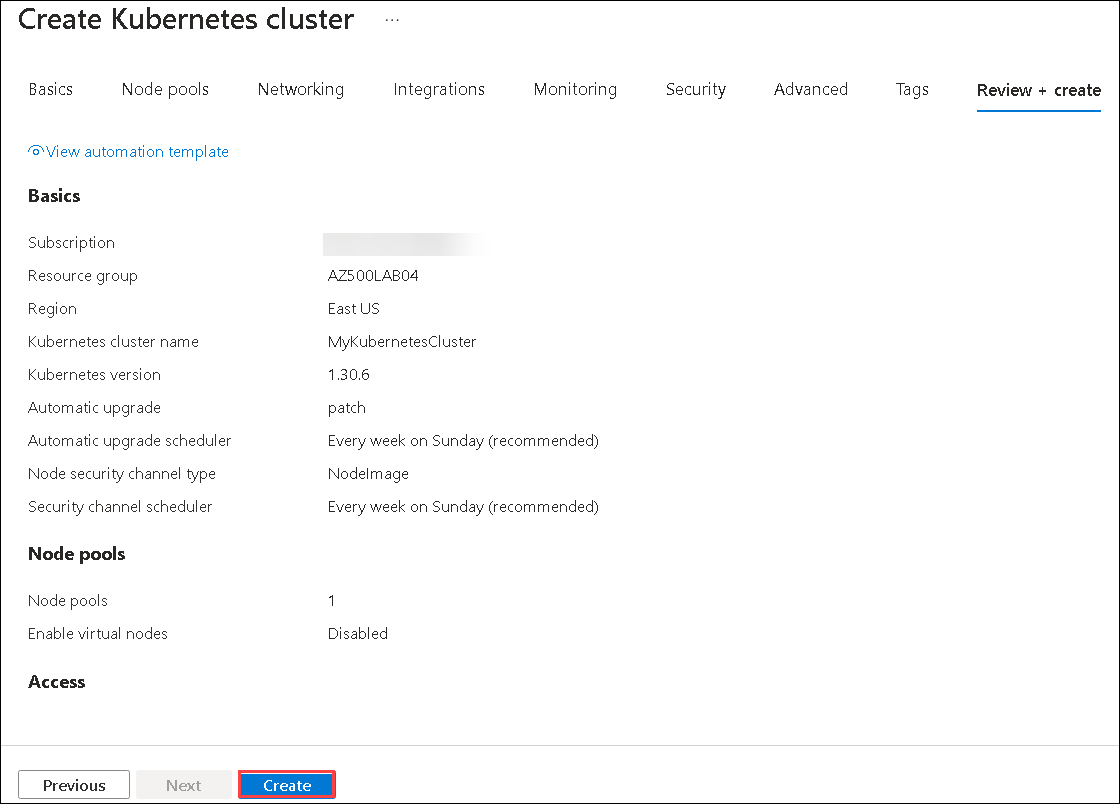 Create Kubernetes cluster ...
Basics Node pools Networking Integrations Monitoring Security Advanced Tags Review + create
View automation template
Basics
Subscription
Resource group AZ500LAB04
Region East US
Kubernetes cluster name MyKubernetesCluster
Kubernetes version 1.30.6
Automatic upgrade patch
Automatic upgrade scheduler Every week on Sunday (recommended)
Node security channel type NodeImage
Security channel scheduler Every week on Sunday (recommended)
Node pools
Node pools 1
Enable virtual nodes Disabled
Access
Previous Next Create